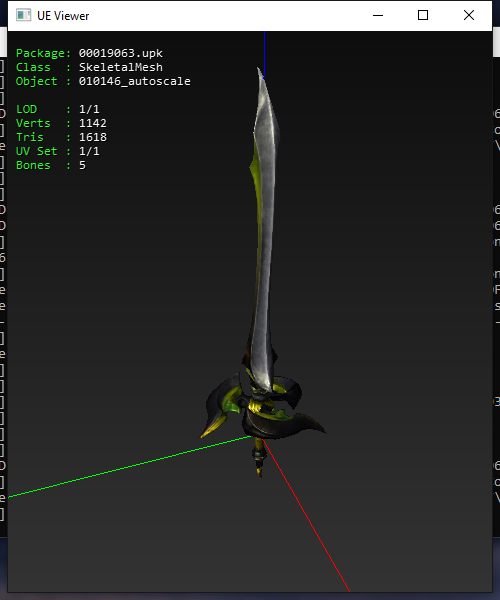 UE Viewer
Package: 00019063.upk
Class  : SkeletalMesh
Object : 010146_autoscale
LOD    : 1/1
Verts  : 1142
Tris   : 1618
UV Set : 1/1
Bones  : 5